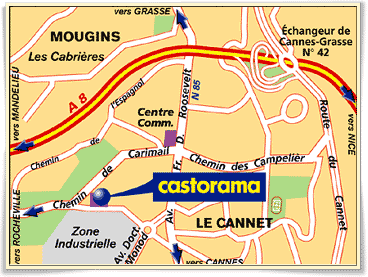 vers GRASSE
MOUGINS
Les Cabrières
Échangeur de
Cannes-Grasse
N° 42
vers MANDELIEU
A 8
l'Espagnol
de
Chemin
Centre
Comm.
Av. Fr. D. Roosevelt
N 85
Route du Cannet
vers NICE
Chemin de Carimail
Chemin des Campelièr
castorama
vers ROCHEVILLE
Zone
Industrielle
LE CANNET
Av. Doct
Monod
vers CANNES